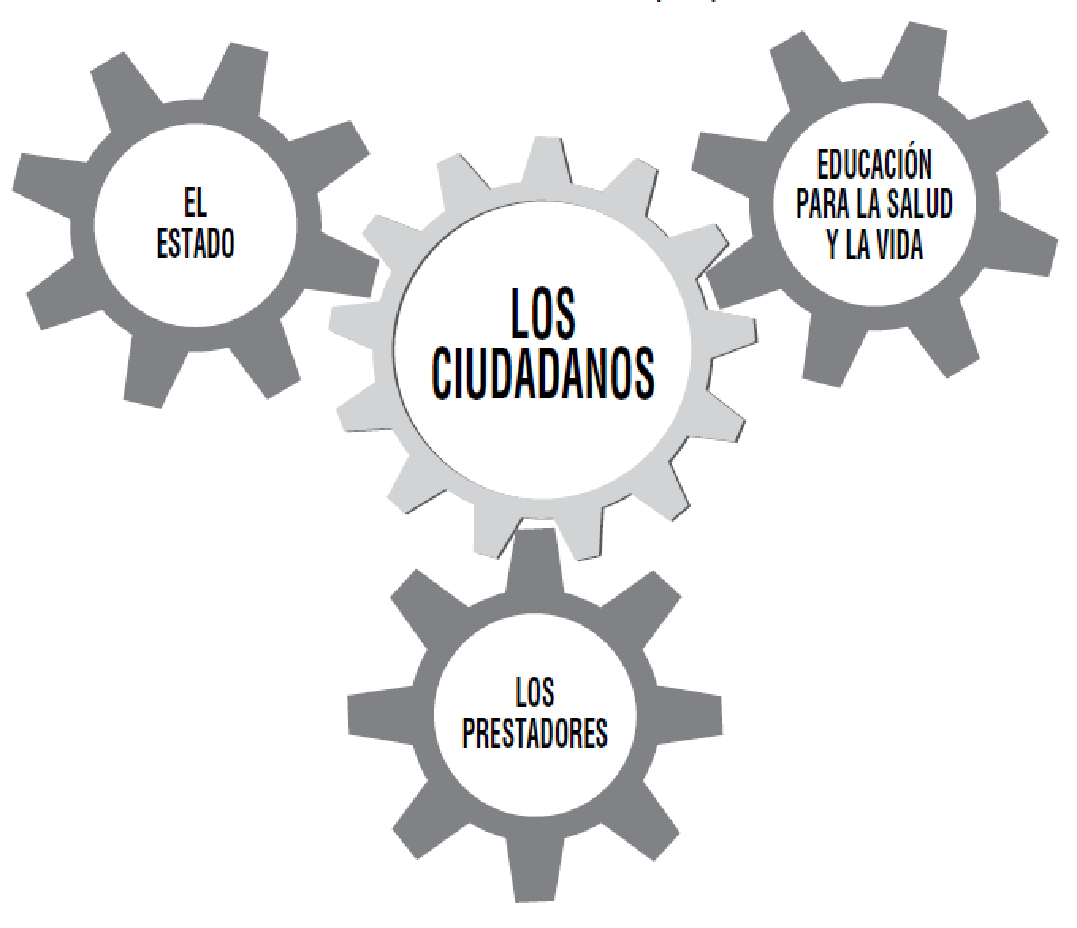 EL
ESTADO
EDUCACIÓN
PARA LA SALUD
Y LA VIDA
LOS
CIUDADANOS
LOS
PRESTADORES